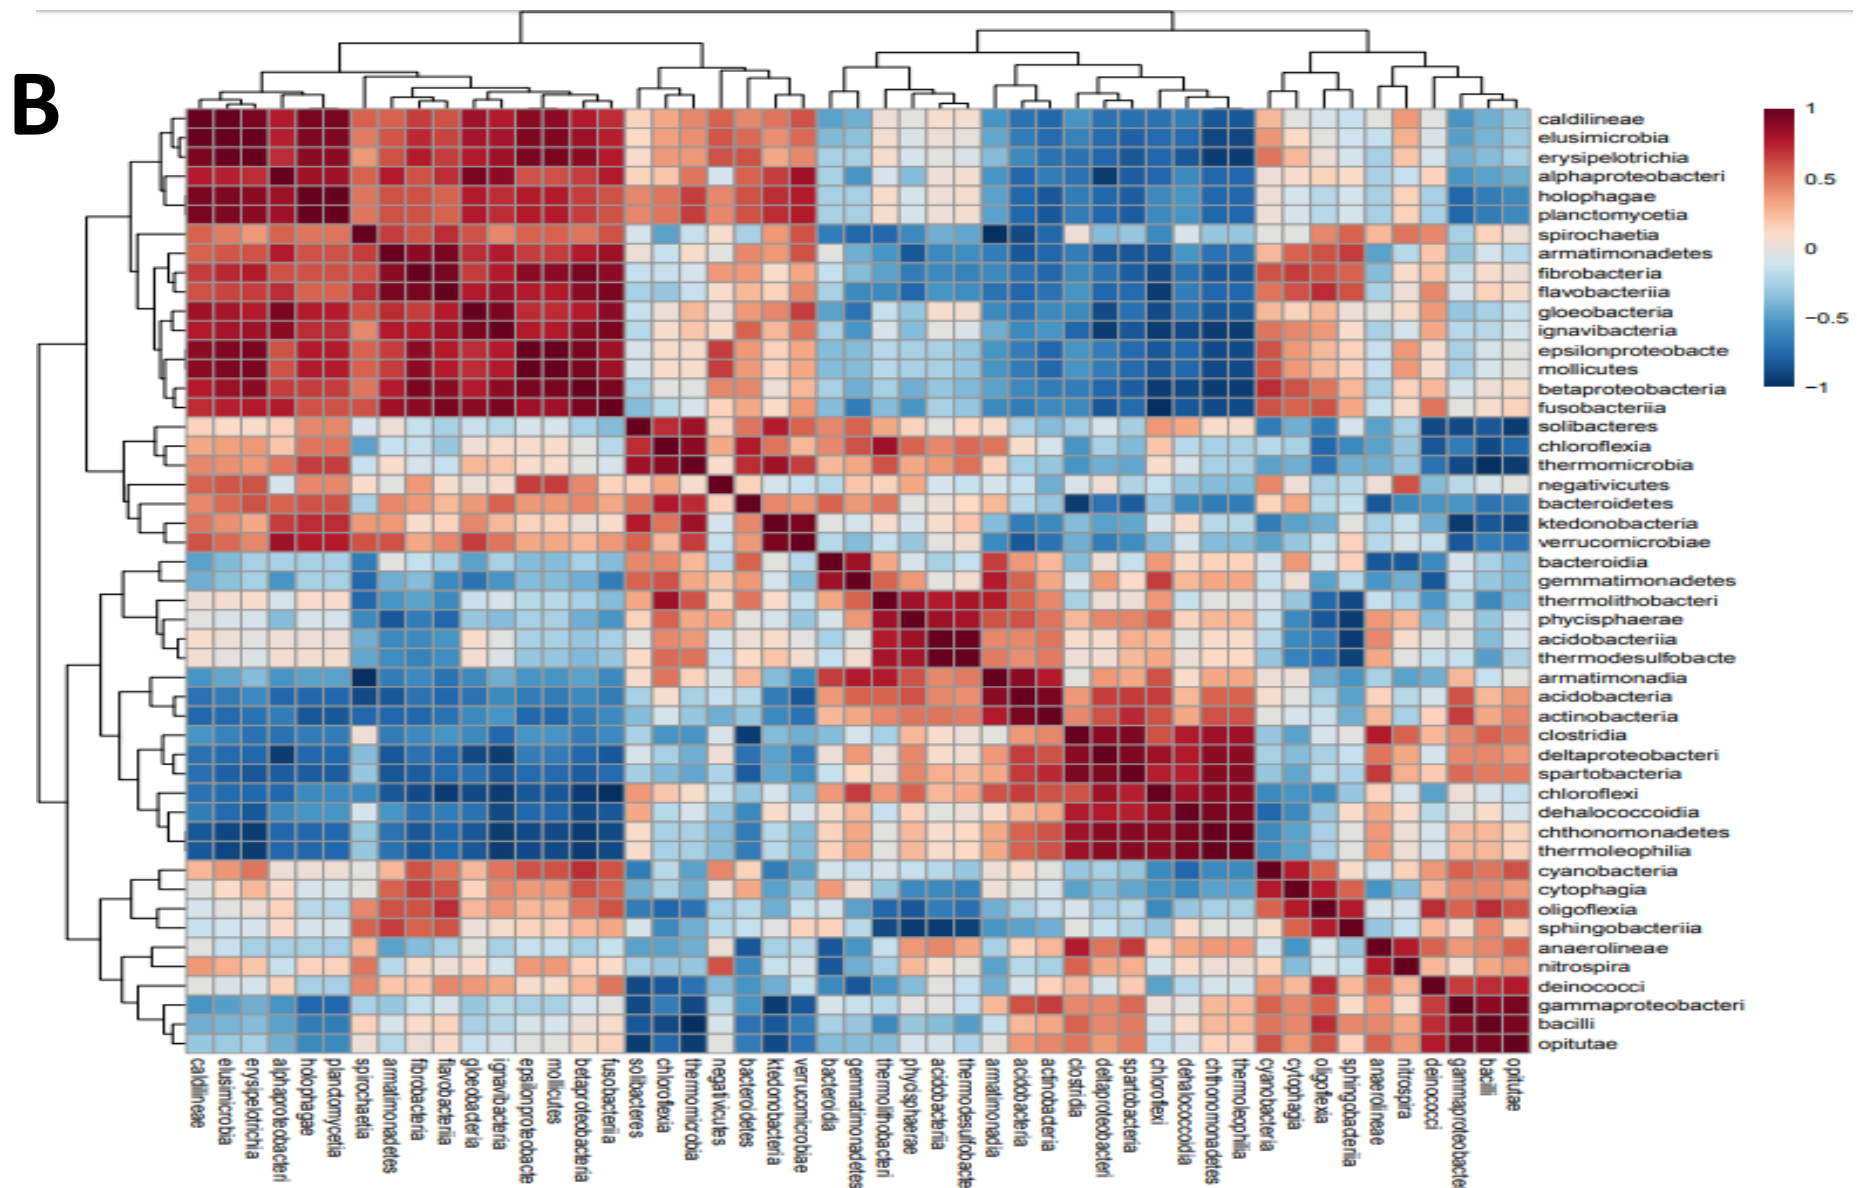 B
caldilineae
elusimicrobia
erysipelotrichia
alphaproteobacteri
holophagae
planctomycetia
spirochaetia
armatimonadetes
fibrobacteria
flavobacteriia
gloeobacteria
ignavibacteria
epsilonproteobacte
mollicutes
betaproteobacteria
fusobacteriia
solibacteres
chloroflexia
thermomicrobia
negativicutes
bacteroidetes
ktedonobacteria
verrucomicrobiae
bacteroidia
gemmatimonadetes
thermolithobacteri
phycisphaerae
acidobacteriia
thermodesulfobacte
armatimonadia
acidobacteria
actinobacteria
clostridia
deltaproteobacteri
spartobacteria
chloroflexi
dehalococcoidia
chthonomonadetes
thermoleophilia
cyanobacteria
cytophagia
oligoflexia
sphingobacteriia
anaerolineae
nitrospira
deinococci
gammaproteobacteri
bacilli
opitutae
1
0.5
0
−0.5
−1
caldilineae
elusimicrobia
erysipelotrichia
alphaproteobacteri
holophagae
planctomycetia
spirochaetia
armatimonadetes
fibrobacteria
flavobacteriia
gloeobacteria
ignavibacteria
epsilonproteobacte
mollicutes
betaproteobacteria
fusobacteriia
solibacteres
chloroflexia
thermomicrobia
negativicutes
bacteroidetes
ktedonobacteria
verrucomicrobiae
bacteroidia
gemmatimonadetes
thermolithobacteri
phycisphaerae
acidobacteriia
thermodesulfobacte
armatimonadia
acidobacteria
actinobacteria
clostridia
deltaproteobacteri
spartobacteria
chloroflexi
dehalococcoidia
chthonomonadetes
thermoleophilia
cyanobacteria
cytophagia
oligoflexia
sphingobacteriia
anaerolineae
nitrospira
deinococci
gammaproteobacte
bacilli
opitutae